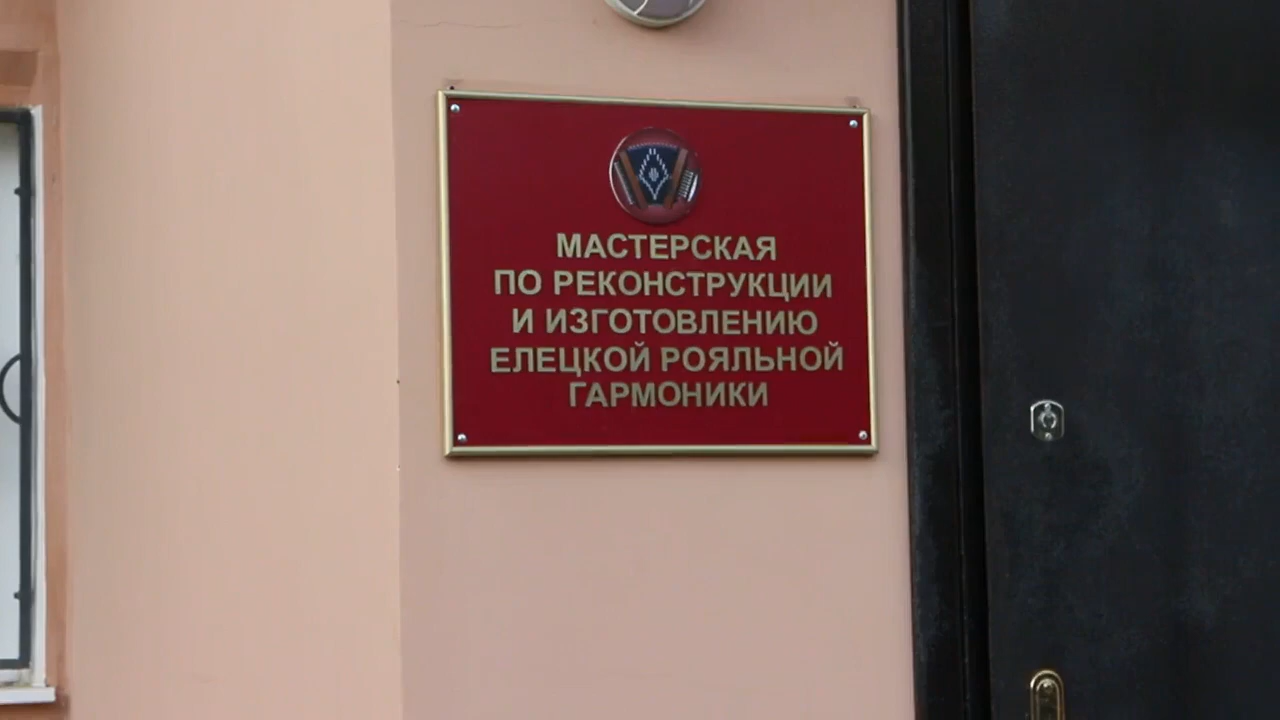 МАСТЕРСКАЯ
ПО РЕКОНСТРУКЦИИ
И ИЗГОТОВЛЕНИЮ
ЕЛЕЦКОЙ РОЯЛЬНОЙ
ГАРМОНИКИ